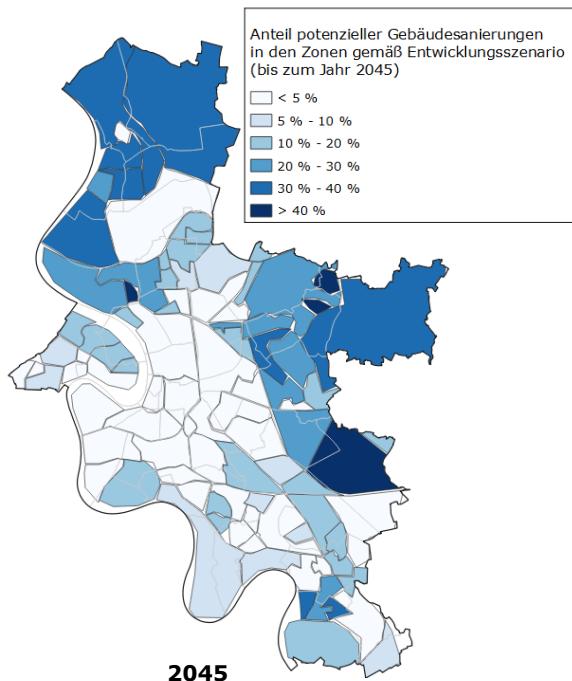 Anteil potenzieller Gebäudesanierungen
in den Zonen gemäß Entwicklungsszenario
(bis zum Jahr 2045)
< 5 %
5 % - 10 %
10 % - 20 %
20 % - 30 %
30 % - 40 %
> 40 %
2045